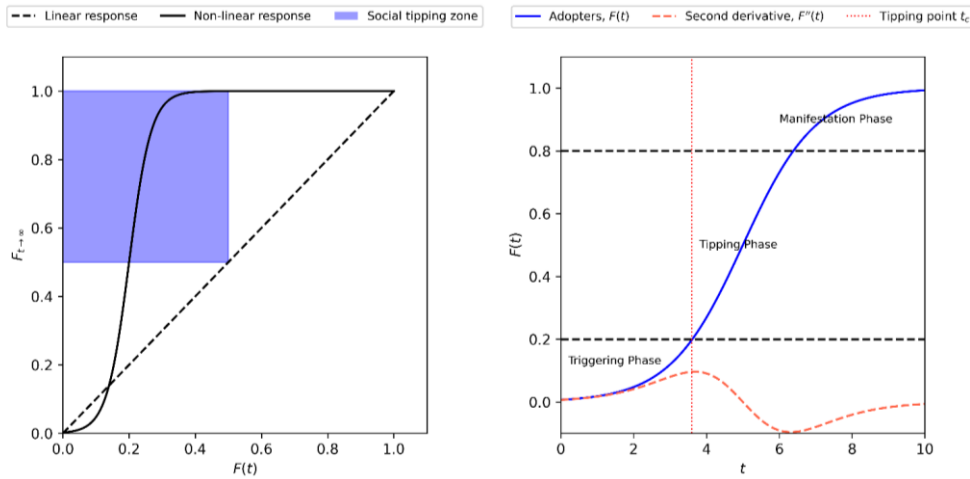 Linear response Non-linear response Social tipping zone
Adopters, F(t) Second derivative, F''(t) Tipping point t_c
1.0
0.8
0.6
0.4
0.2
0.0
F_{t→∞}
0.0 0.2 0.4 0.6 0.8 1.0
F(t)
1.0
0.8
0.6
0.4
0.2
0.0
F(t)
Manifestation Phase
Tipping Phase
Triggering Phase
0 2 4 6 8 10
t